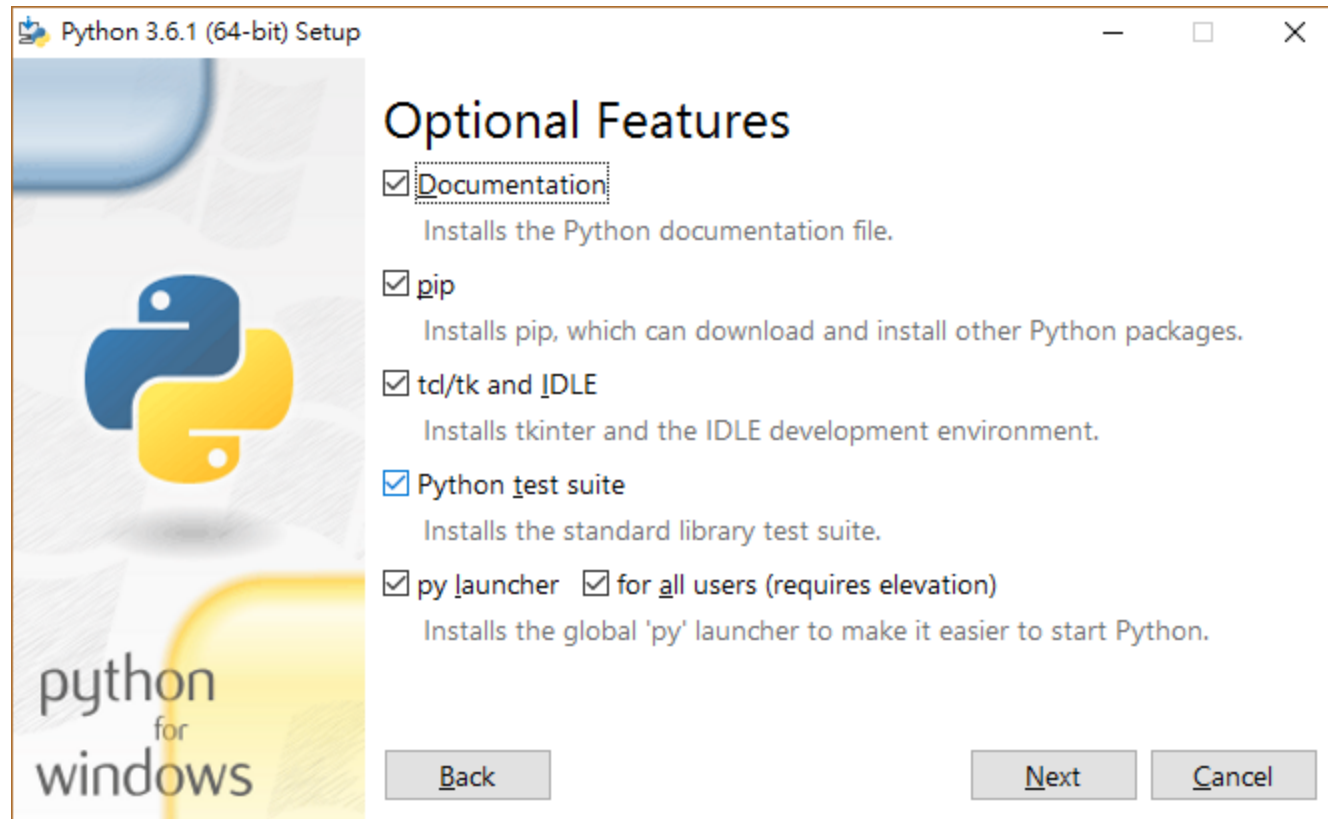 Python 3.6.1 (64-bit) Setup
Optional Features
Documentation
Installs the Python documentation file.
pip
Installs pip, which can download and install other Python packages.
tcl/tk and IDLE
Installs tkinter and the IDLE development environment.
Python test suite
Installs the standard library test suite.
py launcher for all users (requires elevation)
Installs the global 'py' launcher to make it easier to start Python.
python
for
windows
Back Next Cancel